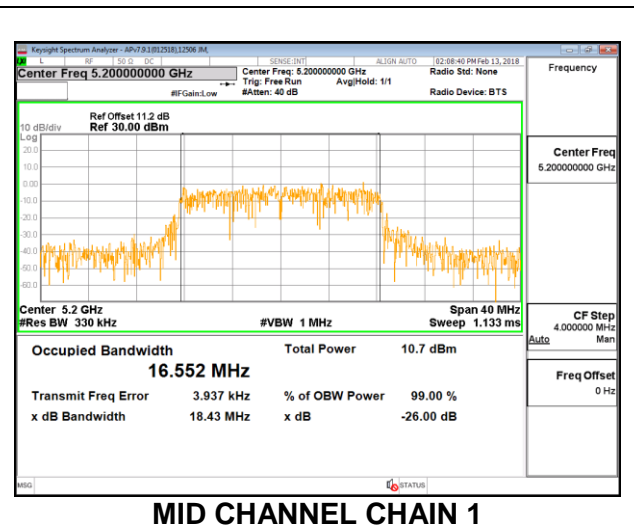 Keysight Spectrum Analyzer - APv7.9.1(012518),12506 JM,
L RF 50 Ω DC SENSE:INT ALIGN AUTO 02:08:40 PM Feb 13, 2018
Center Freq 5.200000000 GHz
Center Freq: 5.200000000 GHz Radio Std: None
Trig: Free Run Avg|Hold: 1/1
#IFGain:Low #Atten: 40 dB Radio Device: BTS
Frequency
Ref Offset 11.2 dB
10 dB/div Ref 30.00 dBm
Log
20.0
10.0
0.00
-10.0
-20.0
-30.0
-40.0
-50.0
-60.0
Center Freq
5.200000000 GHz
Center 5.2 GHz Span 40 MHz
#Res BW 330 kHz #VBW 1 MHz Sweep 1.133 ms
CF Step
4.000000 MHz
Auto Man
Occupied Bandwidth Total Power 10.7 dBm
16.552 MHz
Transmit Freq Error 3.937 kHz % of OBW Power 99.00 %
x dB Bandwidth 18.43 MHz x dB -26.00 dB
Freq Offset
0 Hz
MSG STATUS
MID CHANNEL CHAIN 1